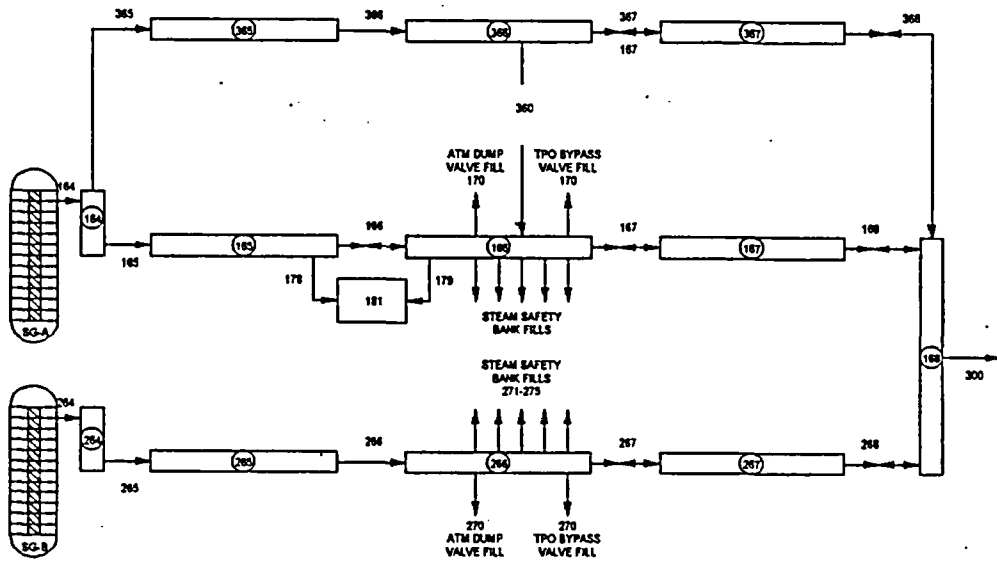 365
365
366
366
367
167
367
368
360
ATM DUMP
VALVE FILL
170
TPO BYPASS
VALVE FILL
170
164
164
165
165
166
167
167
169
178
181
179
STEAM SAFETY
BANK FILLS
SG-A
168
300
STEAM SAFETY
BANK FILLS
271-275
264
264
265
265
266
266
267
267
268
270
ATM DUMP
VALVE FILL
270
TPO BYPASS
VALVE FILL
SG-B